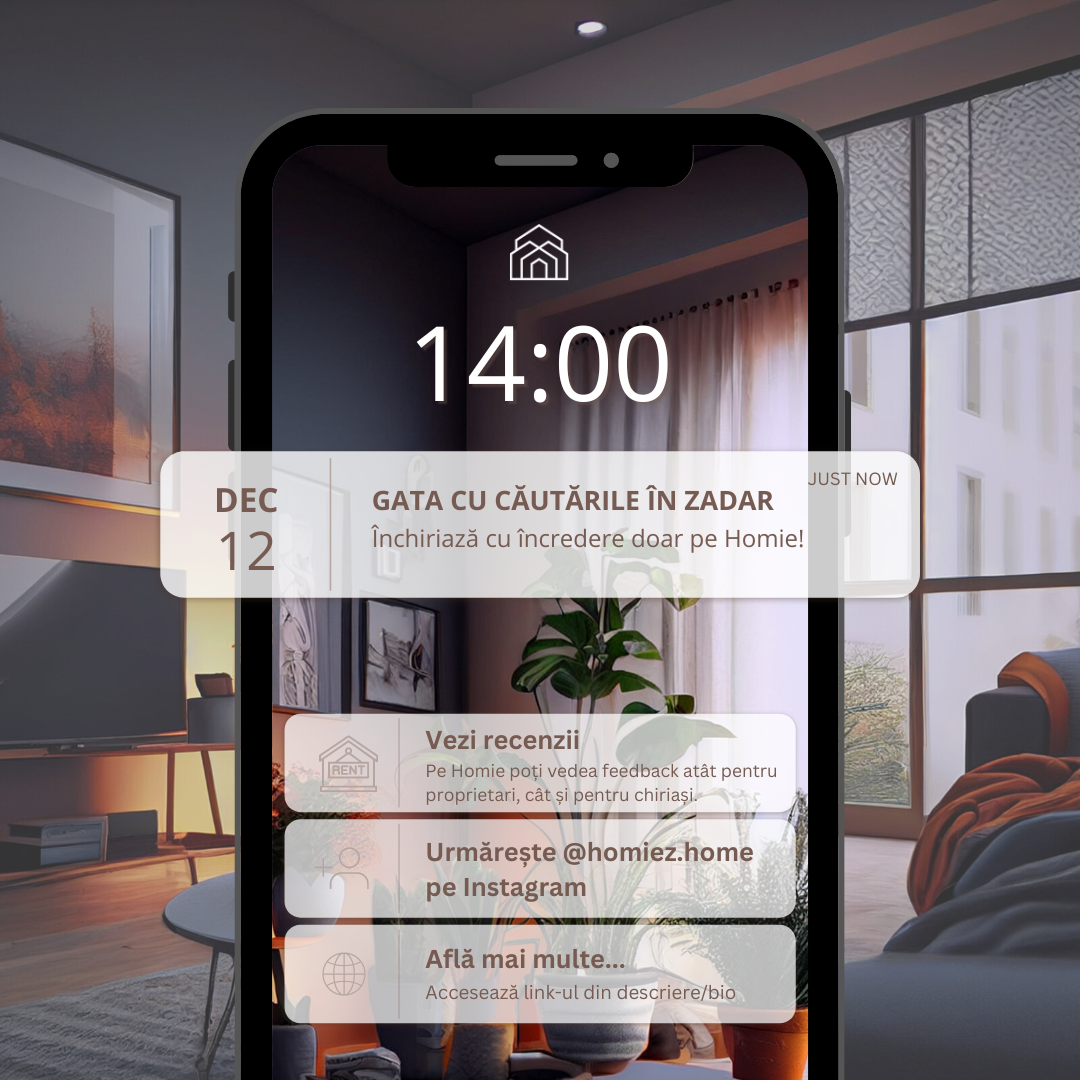 14:00
DEC
12
GATA CU CĂUTĂRILE ÎN ZADAR
Închiriază cu încredere doar pe Homie!
JUST NOW
RENT
Vezi recenzii
Pe Homie poți vedea feedback atât pentru
proprietari, cât și pentru chiriași.
Urmărește @homiez.home
pe Instagram
Află mai multe...
Accesează link-ul din descriere/bio